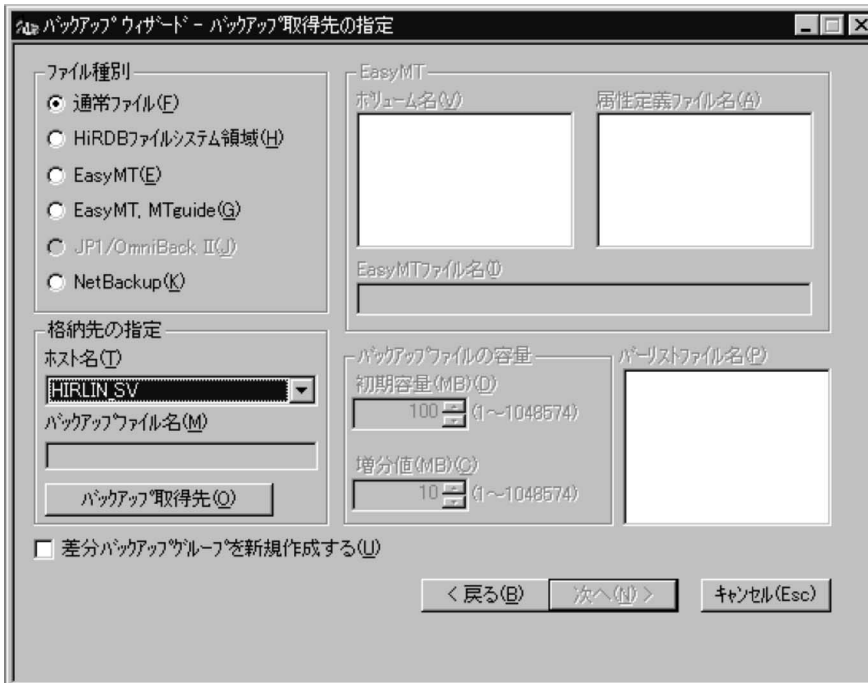 バックアップウィザード - バックアップ取得先の指定
ファイル種別
通常ファイル(F)
HiRDBファイルシステム領域(H)
EasyMT(E)
EasyMT, MTguide(G)
JP1/OmniBack II(J)
NetBackup(K)
格納先の指定
ホスト名(T)
HIRLIN_SV
バックアップファイル名(M)
バックアップ取得先(O)
EasyMT
ボリューム名(V)
属性定義ファイル名(A)
EasyMTファイル名(I)
バックアップファイルの容量
初期容量(MB)(D)
100 (1～1048574)
増分値(MB)(C)
10 (1～1048574)
バーリストファイル名(P)
差分バックアップグループを新規作成する(U)
< 戻る(B)
次へ(N) >
キャンセル(Esc)